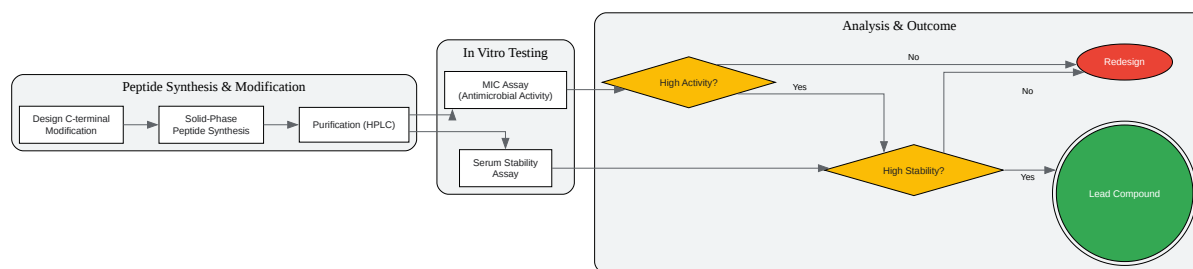 Peptide Synthesis & Modification
Design C-terminal
Modification
Solid-Phase
Peptide Synthesis
Purification (HPLC)
In Vitro Testing
MIC Assay
(Antimicrobial Activity)
Serum Stability
Assay
Analysis & Outcome
High Activity?
No
Yes
Redesign
No
High Stability?
Yes
Lead Compound